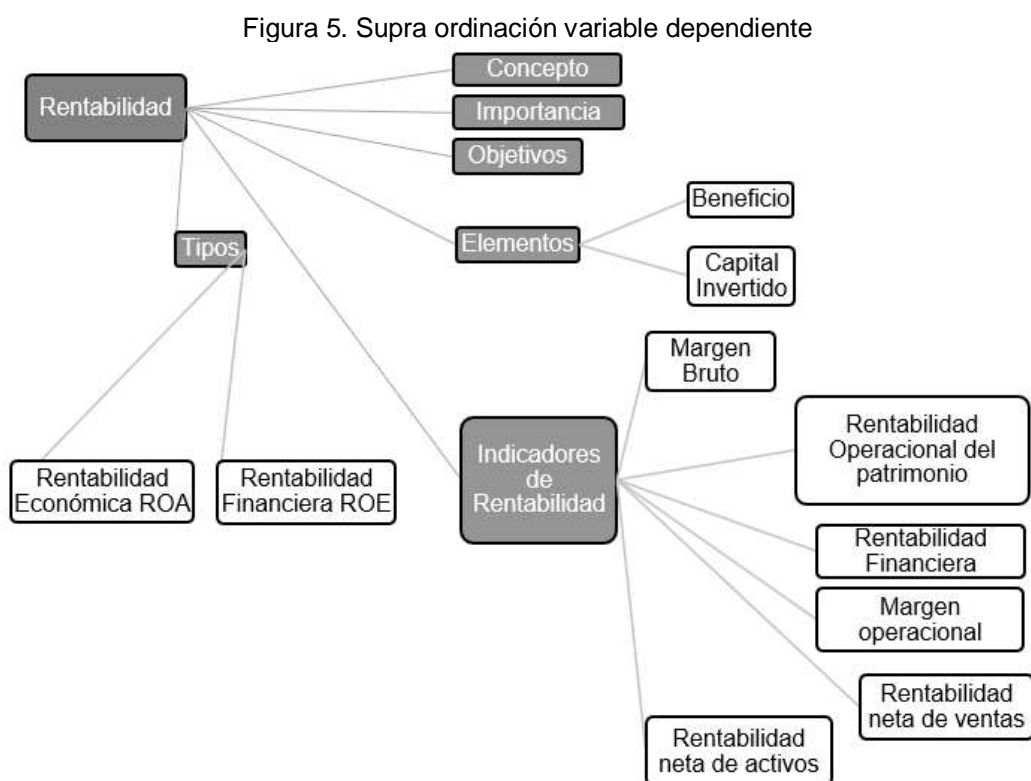 Figura 5. Supra ordinación variable dependiente
Concepto
Rentabilidad
Importancia
Objetivos
Beneficio
Tipos
Elementos
Capital
Invertido
Margen
Bruto
Rentabilidad
Operacional del
patrimonio
Indicadores
de
Rentabilidad
Rentabilidad
Económica ROA
Rentabilidad
Financiera ROE
Rentabilidad
Financiera
Margen
operacional
Rentabilidad
neta de ventas
Rentabilidad
neta de activos